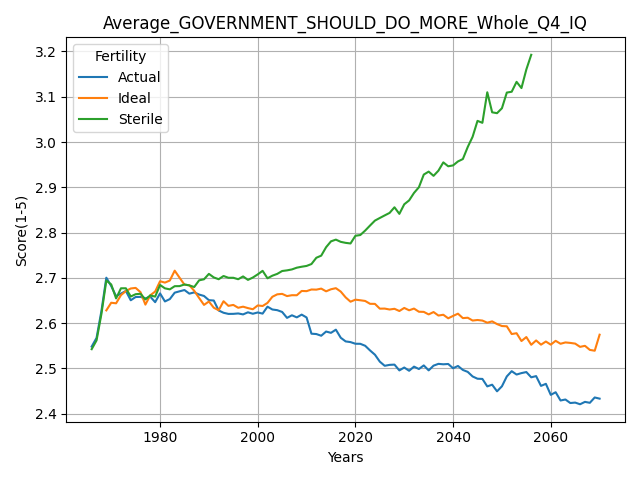 Average_GOVERNMENT_SHOULD_DO_MORE_Whole_Q4_IQ
Fertility
Actual
Ideal
Sterile
Score(1-5)
3.2
3.1
3.0
2.9
2.8
2.7
2.6
2.5
2.4
1980 2000 2020 2040 2060
Years